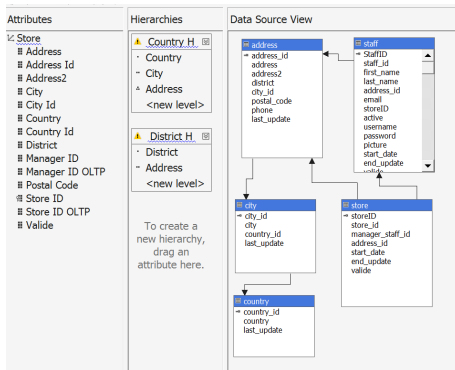 Attributes
Store
Address
Address Id
Address2
City
City Id
Country
Country Id
District
Manager ID
Manager ID OLTP
Postal Code
Store ID
Store ID OLTP
Valide
Hierarchies
Country H
Country
City
Address
<new level>
District H
District
Address
<new level>
To create a
new hierarchy,
drag an
attribute here.
Data Source View
address
address_id
address
address2
district
city_id
postal_code
phone
last_update
staff
StaffID
staff_id
first_name
last_name
address_id
email
storeID
active
username
password
picture
start_date
end_update
valide
city
city_id
city
country_id
last_update
store
storeID
store_id
manager_staff_id
address_id
start_date
end_update
valide
country
country_id
country
last_update